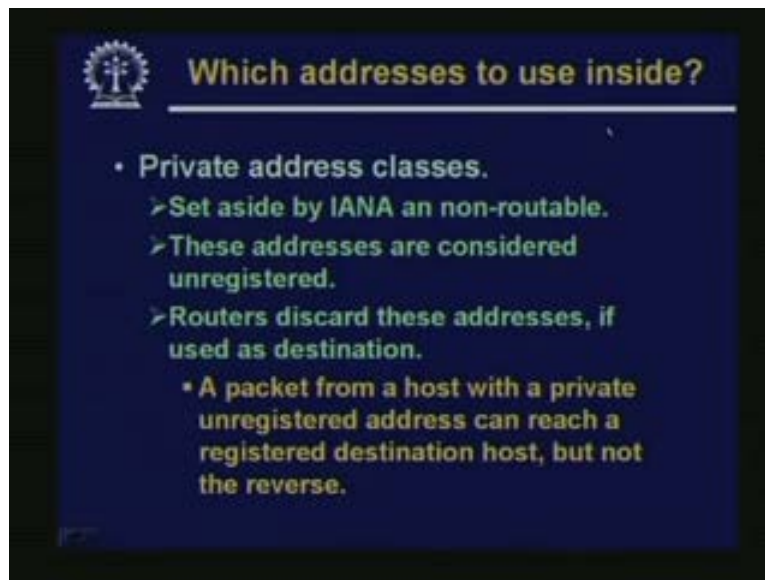 Which addresses to use inside?
• Private address classes.
➢Set aside by IANA an non-routable.
➢These addresses are considered
unregistered.
➢Routers discard these addresses, if
used as destination.
▪ A packet from a host with a private
unregistered address can reach a
registered destination host, but not
the reverse.